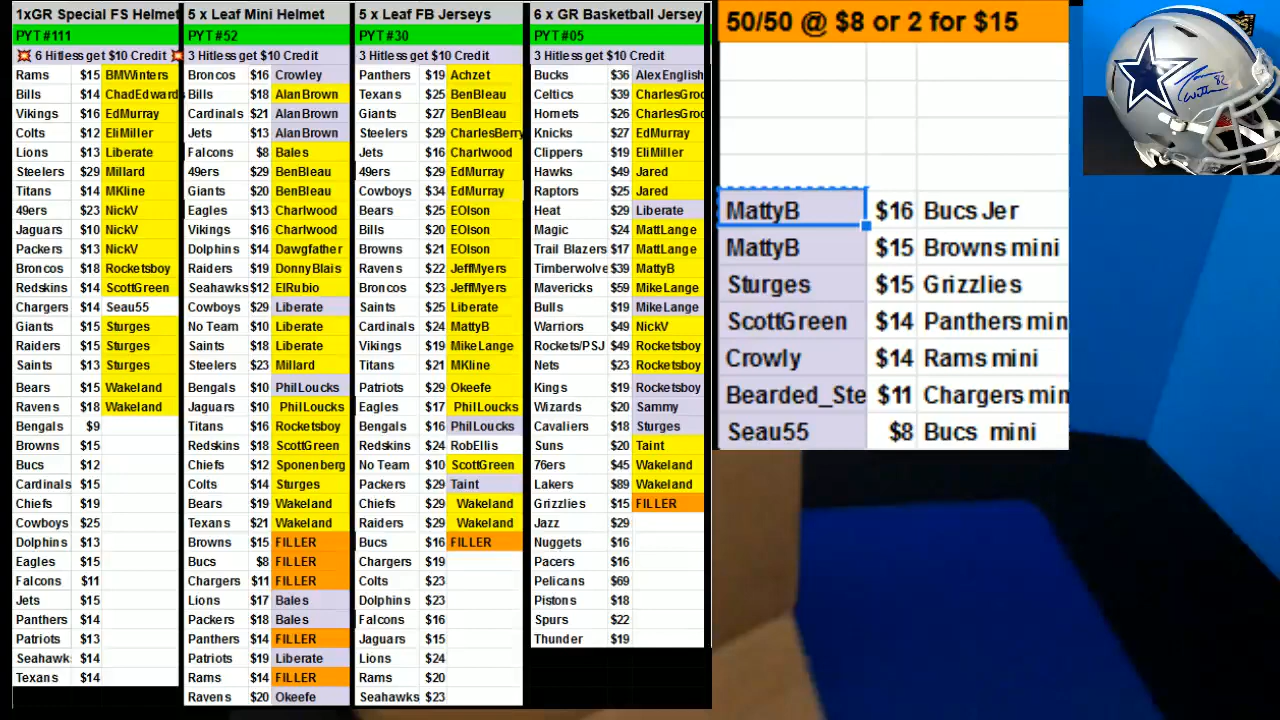 1xGR Special FS Helmet
PYT #111
💥 6 Hitless get $10 Credit 💥
Rams $15 BMWinters
Bills $14 ChadEdwards
Vikings $16 EdMurray
Colts $12 EliMiller
Lions $13 Liberate
Steelers $29 Millard
Titans $14 MKline
49ers $23 NickV
Jaguars $10 NickV
Packers $13 NickV
Broncos $18 Rocketsboy
Redskins $14 ScottGreen
Chargers $14 Seau55
Giants $15 Sturges
Raiders $15 Sturges
Saints $13 Sturges
Bears $15 Wakeland
Ravens $18 Wakeland
Bengals $9
Browns $15
Bucs $12
Cardinals $15
Chiefs $19
Cowboys $25
Dolphins $13
Eagles $15
Falcons $11
Jets $15
Panthers $14
Patriots $13
Seahawk $14
Texans $14
5 x Leaf Mini Helmet
PYT #52
3 Hitless get $10 Credit
Broncos $16 Crowley
Bills $18 AlanBrown
Cardinals $21 AlanBrown
Jets $13 AlanBrown
Falcons $8 Bales
49ers $29 BenBleau
Giants $20 BenBleau
Eagles $13 Charlwood
Vikings $16 Charlwood
Dolphins $14 Dawgfather
Raiders $19 DonnyBlais
Seahawks $12 ElRubio
Cowboys $29 Liberate
No Team $10 Liberate
Saints $18 Liberate
Steelers $23 Millard
Bengals $10 PhilLoucks
Jaguars $10 PhilLoucks
Titans $16 Rocketsboy
Redskins $18 ScottGreen
Chiefs $12 Sponenberg
Colts $14 Sturges
Bears $19 Wakeland
Texans $21 Wakeland
Browns $15 FILLER
Bucs $8 FILLER
Chargers $11 FILLER
Lions $17 Bales
Packers $18 Bales
Panthers $14 FILLER
Patriots $19 Liberate
Rams $14 FILLER
Ravens $20 Okeefe
5 x Leaf FB Jerseys
PYT #30
3 Hitless get $10 Credit
Panthers $19 Achzet
Texans $25 BenBleau
Giants $27 BenBleau
Steelers $29 CharlesBerry
Jets $16 Charlwood
49ers $29 EdMurray
Cowboys $34 EdMurray
Bears $25 EOlson
Bills $20 EOlson
Browns $21 EOlson
Ravens $22 JeffMyers
Broncos $23 JeffMyers
Saints $25 Liberate
Cardinals $24 MattyB
Vikings $19 MikeLange
Titans $21 MKline
Patriots $29 Okeefe
Eagles $17 PhilLoucks
Bengals $16 PhilLoucks
Redskins $24 RobEllis
No Team $10 ScottGreen
Packers $29 Taint
Chiefs $29 Wakeland
Raiders $29 Wakeland
Bucs $16 FILLER
Chargers $19
Colts $23
Dolphins $23
Falcons $16
Jaguars $15
Lions $24
Rams $20
Seahawks $23
6 x GR Basketball Jersey
PYT #05
3 Hitless get $10 Credit
Bucks $36 AlexEnglish
Celtics $39 CharlesGroo
Hornets $26 CharlesGroo
Knicks $27 EdMurray
Clippers $19 EliMiller
Hawks $49 Jared
Raptors $25 Jared
Heat $29 Liberate
Magic $24 MattLange
Trail Blazers $17 MattLange
Timberwolve $39 MattyB
Mavericks $59 MikeLange
Bulls $19 MikeLange
Warriors $49 NickV
Rockets/PSJ $49 Rocketsboy
Nets $23 Rocketsboy
Kings $19 Rocketsboy
Wizards $20 Sammy
Cavaliers $18 Sturges
Suns $20 Taint
76ers $45 Wakeland
Lakers $89 Wakeland
Grizzlies $15 FILLER
Jazz $29
Nuggets $16
Pacers $16
Pelicans $69
Pistons $18
Spurs $22
Thunder $19
50/50 @ $8 or 2 for $15
MattyB $16 Bucs Jer
MattyB $15 Browns mini
Sturges $15 Grizzlies
ScottGreen $14 Panthers min
Crowly $14 Rams mini
Bearded_Ste $11 Chargers min
Seau55 $8 Bucs mini